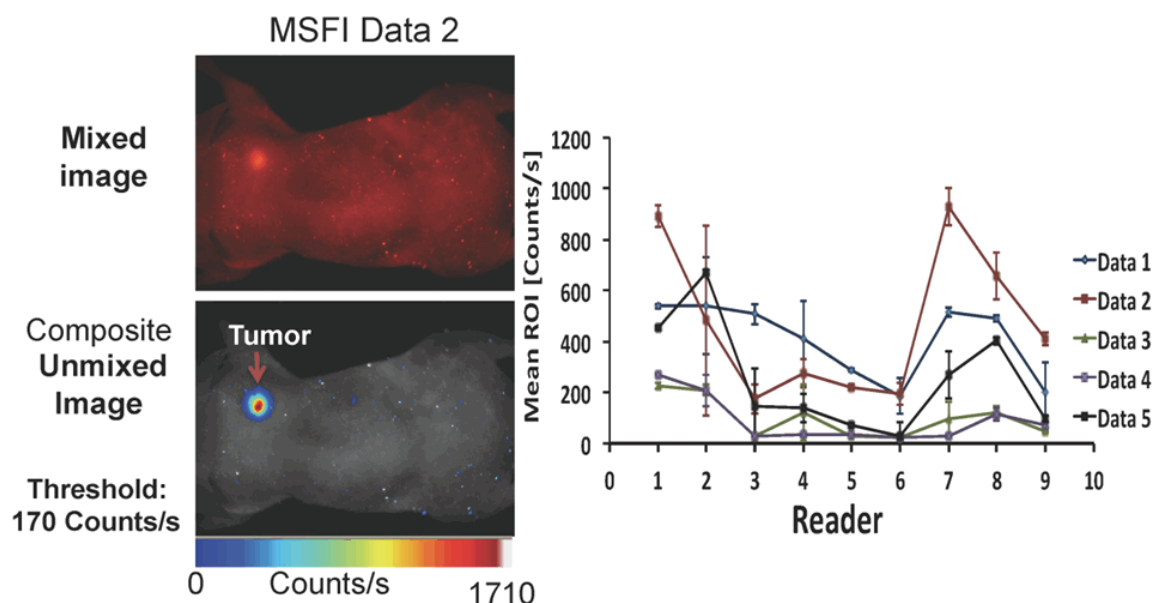 MSFI Data 2
Mixed
image
Composite
Unmixed
Image
Tumor
Threshold:
170 Counts/s
0
Counts/s
1710
Mean ROI [Counts/s]
1200
1000
800
600
400
200
0
0 1 2 3 4 5 6 7 8 9 10
Reader
Data 1
Data 2
Data 3
Data 4
Data 5